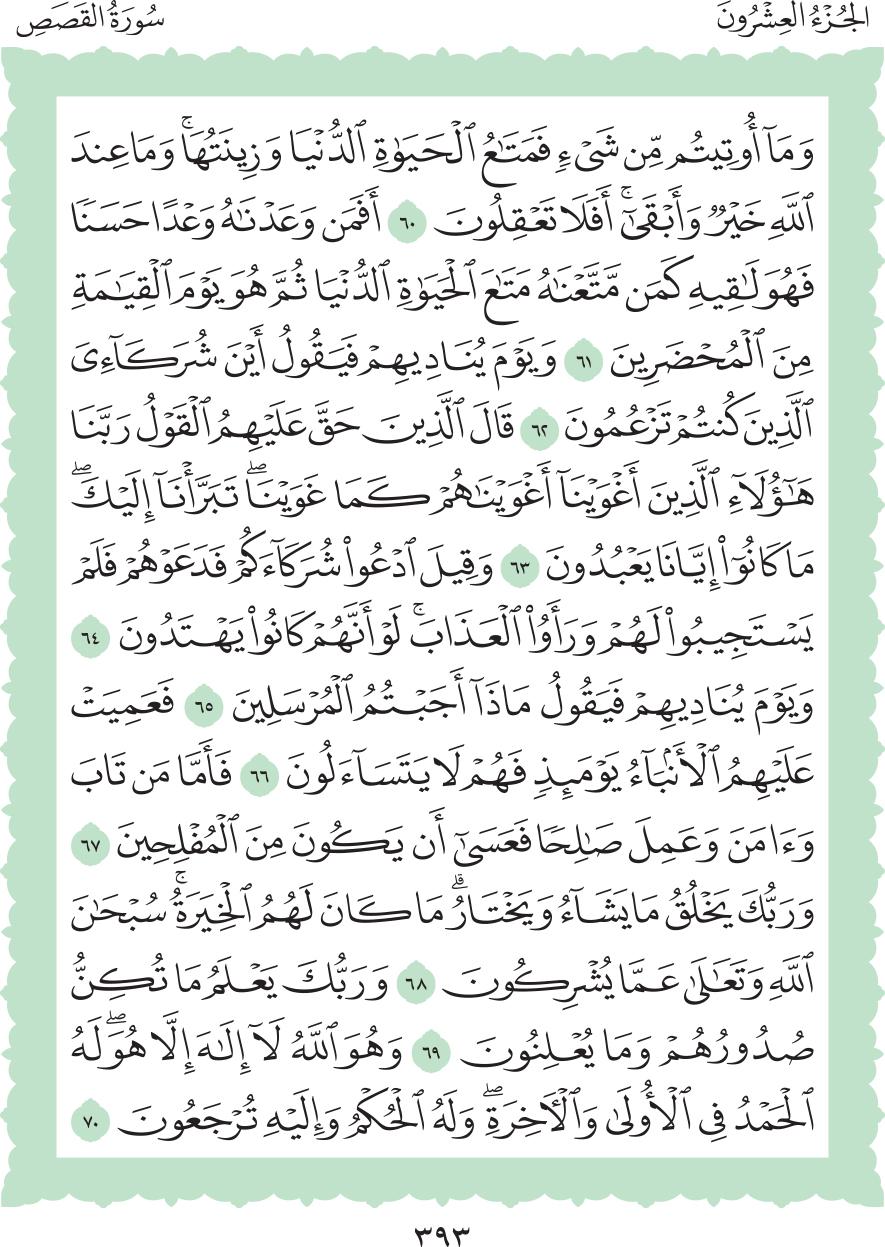 الجُزْءُ العِشْرُونَ
سُورَةُ القَصَصِ
وَمَآ أُوتِيتُم مِّن شَىْءٍ فَمَتَٰعُ ٱلْحَيَوٰةِ ٱلدُّنْيَا وَزِينَتُهَا ۚ وَمَا عِندَ
ٱللَّهِ خَيْرٌ وَأَبْقَىٰٓ ۚ أَفَلَا تَعْقِلُونَ ٦٠ أَفَمَن وَعَدْنَٰهُ وَعْدًا حَسَنًا
فَهُوَ لَٰقِيهِ كَمَن مَّتَّعْنَٰهُ مَتَٰعَ ٱلْحَيَوٰةِ ٱلدُّنْيَا ثُمَّ هُوَ يَوْمَ ٱلْقِيَٰمَةِ
مِنَ ٱلْمُحْضَرِينَ ٦١ وَيَوْمَ يُنَادِيهِمْ فَيَقُولُ أَيْنَ شُرَكَآءِىَ
ٱلَّذِينَ كُنتُمْ تَزْعُمُونَ ٦٢ قَالَ ٱلَّذِينَ حَقَّ عَلَيْهِمُ ٱلْقَوْلُ رَبَّنَا
هَٰٓؤُلَآءِ ٱلَّذِينَ أَغْوَيْنَآ أَغْوَيْنَٰهُمْ كَمَا غَوَيْنَا ۖ تَبَرَّأْنَآ إِلَيْكَ ۖ
مَا كَانُوٓا۟ إِيَّانَا يَعْبُدُونَ ٦٣ وَقِيلَ ٱدْعُوا۟ شُرَكَآءَكُمْ فَدَعَوْهُمْ فَلَمْ
يَسْتَجِيبُوا۟ لَهُمْ وَرَأَوُا۟ ٱلْعَذَابَ ۚ لَوْ أَنَّهُمْ كَانُوا۟ يَهْتَدُونَ ٦٤
وَيَوْمَ يُنَادِيهِمْ فَيَقُولُ مَاذَآ أَجَبْتُمُ ٱلْمُرْسَلِينَ ٦٥ فَعَمِيَتْ
عَلَيْهِمُ ٱلْأَنۢبَآءُ يَوْمَئِذٍ فَهُمْ لَا يَتَسَآءَلُونَ ٦٦ فَأَمَّا مَن تَابَ
وَءَامَنَ وَعَمِلَ صَٰلِحًا فَعَسَىٰٓ أَن يَكُونَ مِنَ ٱلْمُفْلِحِينَ ٦٧
وَرَبُّكَ يَخْلُقُ مَا يَشَآءُ وَيَخْتَارُ ۗ مَا كَانَ لَهُمُ ٱلْخِيَرَةُ ۚ سُبْحَٰنَ
ٱللَّهِ وَتَعَٰلَىٰ عَمَّا يُشْرِكُونَ ٦٨ وَرَبُّكَ يَعْلَمُ مَا تُكِنُّ
صُدُورُهُمْ وَمَا يُعْلِنُونَ ٦٩ وَهُوَ ٱللَّهُ لَآ إِلَٰهَ إِلَّا هُوَ ۖ لَهُ
ٱلْحَمْدُ فِى ٱلْأُولَىٰ وَٱلْءَاخِرَةِ ۖ وَلَهُ ٱلْحُكْمُ وَإِلَيْهِ تُرْجَعُونَ ٧٠
٣٩٣